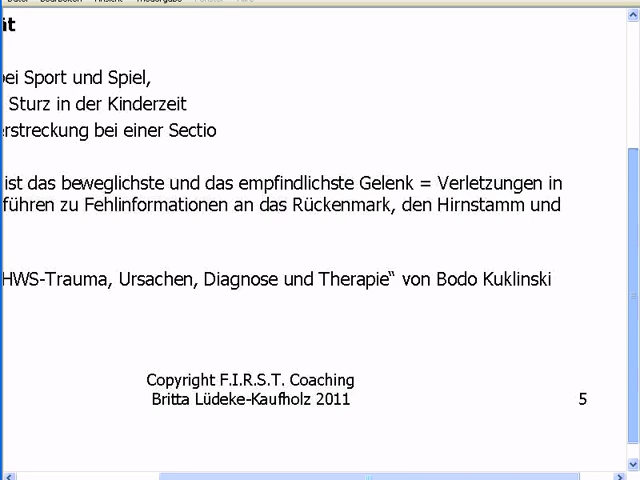 ät
bei Sport und Spiel,
Sturz in der Kinderzeit
erstreckung bei einer Sectio
ist das beweglichste und das empfindlichste Gelenk = Verletzungen in
führen zu Fehlinformationen an das Rückenmark, den Hirnstamm und
HWS-Trauma, Ursachen, Diagnose und Therapie“ von Bodo Kuklinski
Copyright F.I.R.S.T. Coaching
Britta Lüdeke-Kaufholz 2011
5